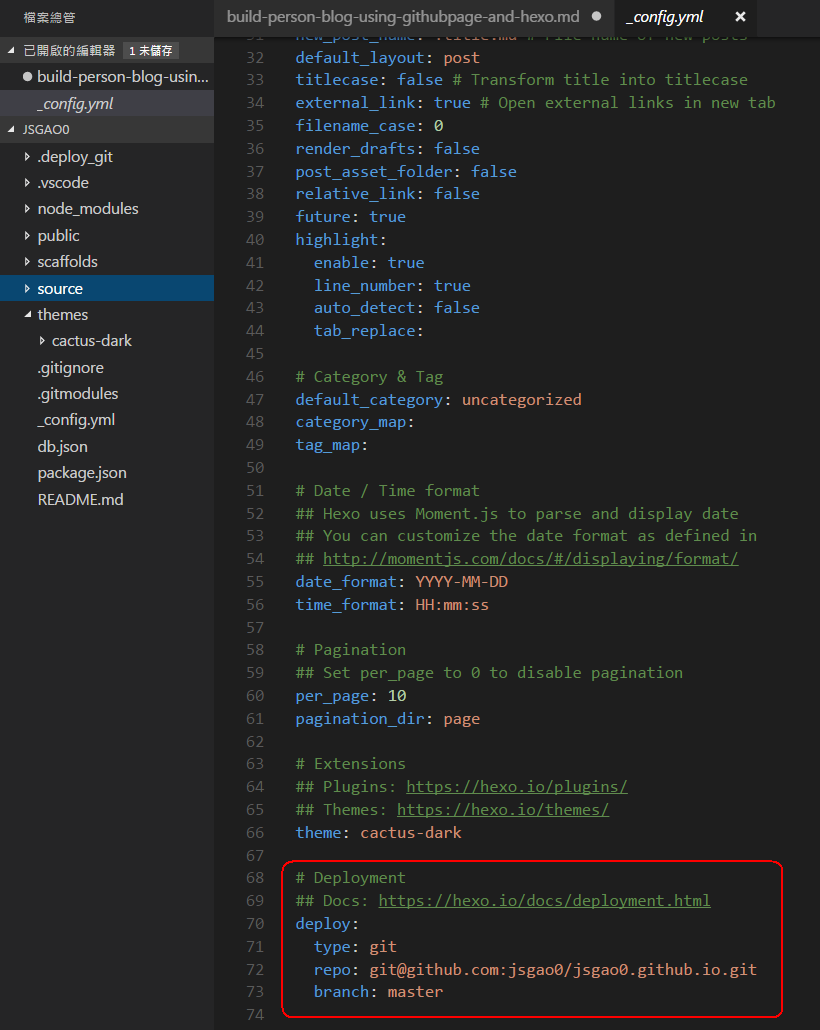 檔案總管
已開啟的編輯器 1 未儲存
build-person-blog-usin...
_config.yml
JSGAO0
.deploy_git
.vscode
node_modules
public
scaffolds
source
themes
cactus-dark
.gitignore
.gitmodules
_config.yml
db.json
package.json
README.md
build-person-blog-using-githubpage-and-hexo.md
_config.yml
31 new_post_name: :title.md # File name of new posts
32 default_layout: post
33 titlecase: false # Transform title into titlecase
34 external_link: true # Open external links in new tab
35 filename_case: 0
36 render_drafts: false
37 post_asset_folder: false
38 relative_link: false
39 future: true
40 highlight:
41 enable: true
42 line_number: true
43 auto_detect: false
44 tab_replace:
45
46 # Category & Tag
47 default_category: uncategorized
48 category_map:
49 tag_map:
50
51 # Date / Time format
52 ## Hexo uses Moment.js to parse and display date
53 ## You can customize the date format as defined in
54 ## http://momentjs.com/docs/#/displaying/format/
55 date_format: YYYY-MM-DD
56 time_format: HH:mm:ss
57
58 # Pagination
59 ## Set per_page to 0 to disable pagination
60 per_page: 10
61 pagination_dir: page
62
63 # Extensions
64 ## Plugins: https://hexo.io/plugins/
65 ## Themes: https://hexo.io/themes/
66 theme: cactus-dark
67
68 # Deployment
69 ## Docs: https://hexo.io/docs/deployment.html
70 deploy:
71 type: git
72 repo: git@github.com:jsgao0/jsgao0.github.io.git
73 branch: master
74